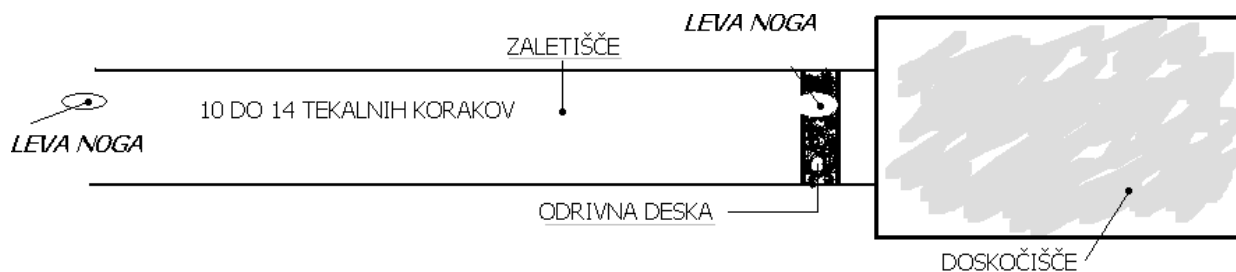 LEVA NOGA
ZALETIŠČE
10 DO 14 TEKALNIH KORAKOV
LEVA NOGA
ODRIVNA DESKA
DOSKOČIŠČE